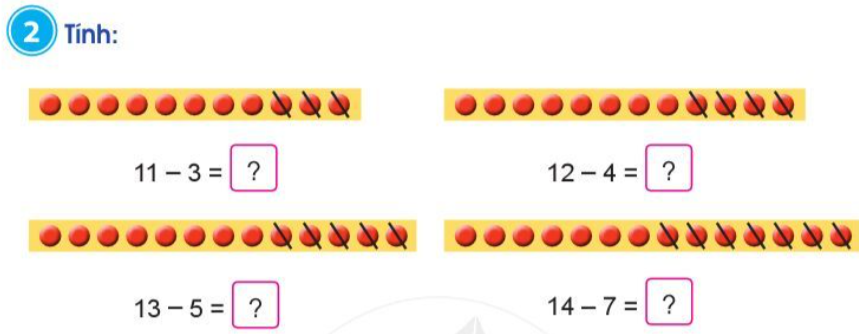 2 Tính:
11 – 3 = ?
12 – 4 = ?
13 – 5 = ?
14 – 7 = ?